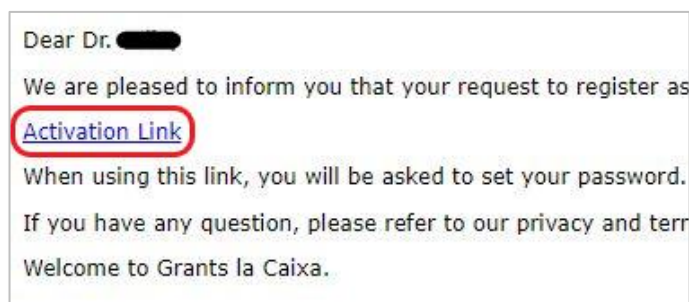 Dear Dr.
We are pleased to inform you that your request to register as
Activation Link
When using this link, you will be asked to set your password.
If you have any question, please refer to our privacy and terr
Welcome to Grants la Caixa.